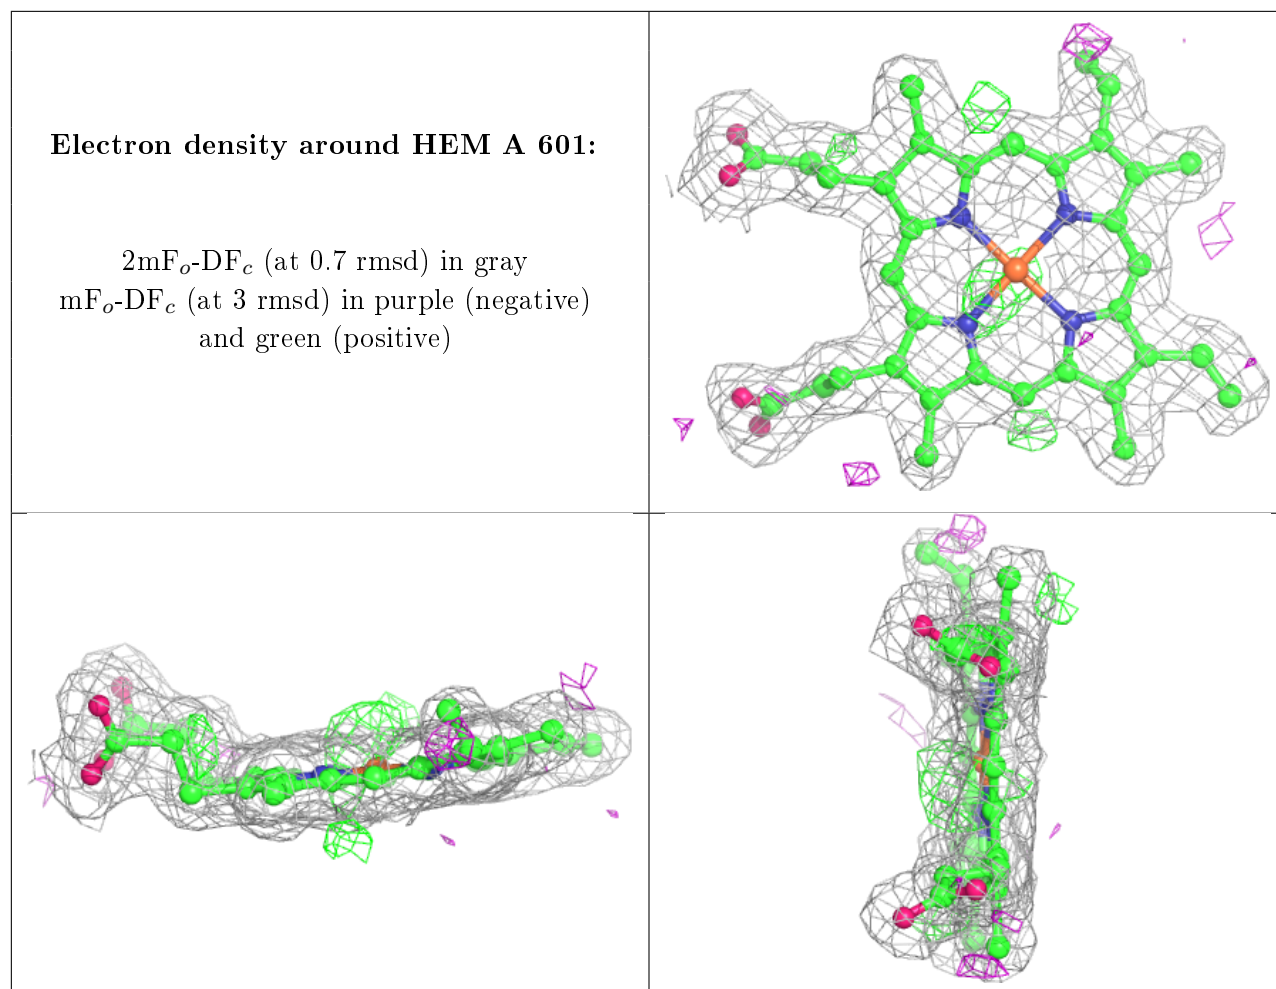 Electron density around HEM A 601:
2mFₒ-DF𝒸 (at 0.7 rmsd) in gray
mFₒ-DF𝒸 (at 3 rmsd) in purple (negative)
and green (positive)